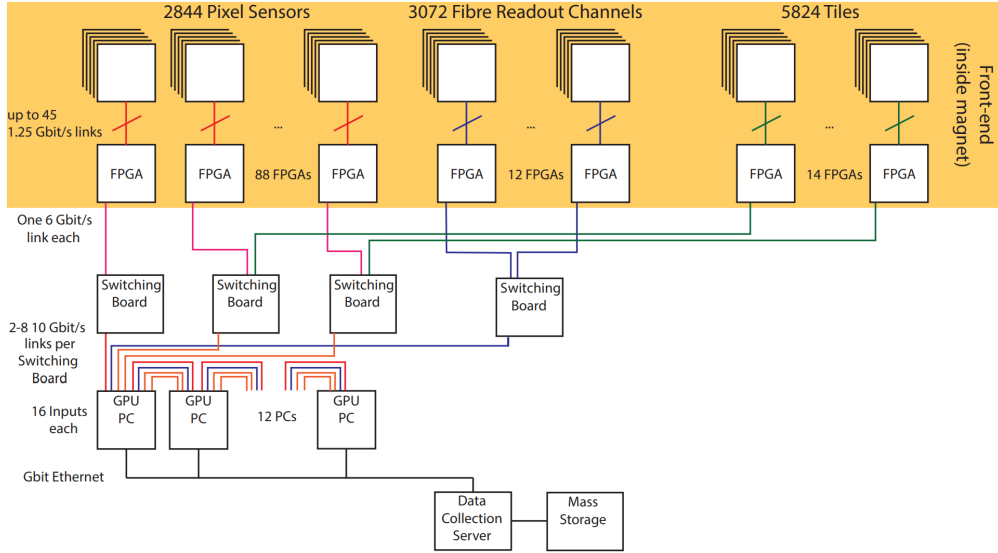 2844 Pixel Sensors
3072 Fibre Readout Channels
5824 Tiles
Front-end
(inside magnet)
up to 45
1.25 Gbit/s links
...
...
...
FPGA
FPGA
88 FPGAs
FPGA
FPGA
12 FPGAs
FPGA
FPGA
14 FPGAs
FPGA
One 6 Gbit/s
link each
Switching
Board
Switching
Board
Switching
Board
Switching
Board
2-8 10 Gbit/s
links per
Switching
Board
16 Inputs
each
GPU
PC
GPU
PC
12 PCs
GPU
PC
Gbit Ethernet
Data
Collection
Server
Mass
Storage